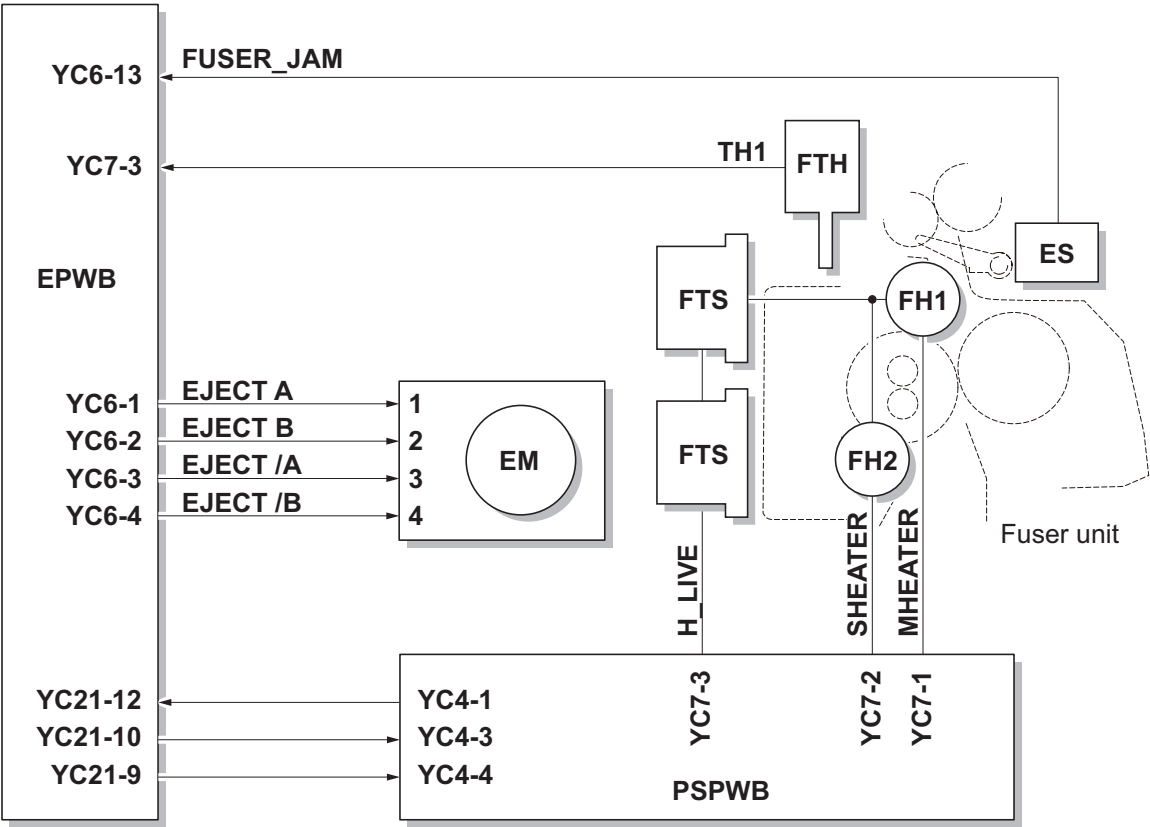 YC6-13
FUSER_JAM
YC7-3
TH1
FTH
ES
EPWB
FTS
FH1
YC6-1
EJECT A
1
YC6-2
EJECT B
2
YC6-3
EJECT /A
3
YC6-4
EJECT /B
4
EM
FTS
FH2
Fuser unit
H_LIVE
SHEATER
MHEATER
YC21-12
YC4-1
YC21-10
YC4-3
YC21-9
YC4-4
YC7-3
YC7-2
YC7-1
PSPWB